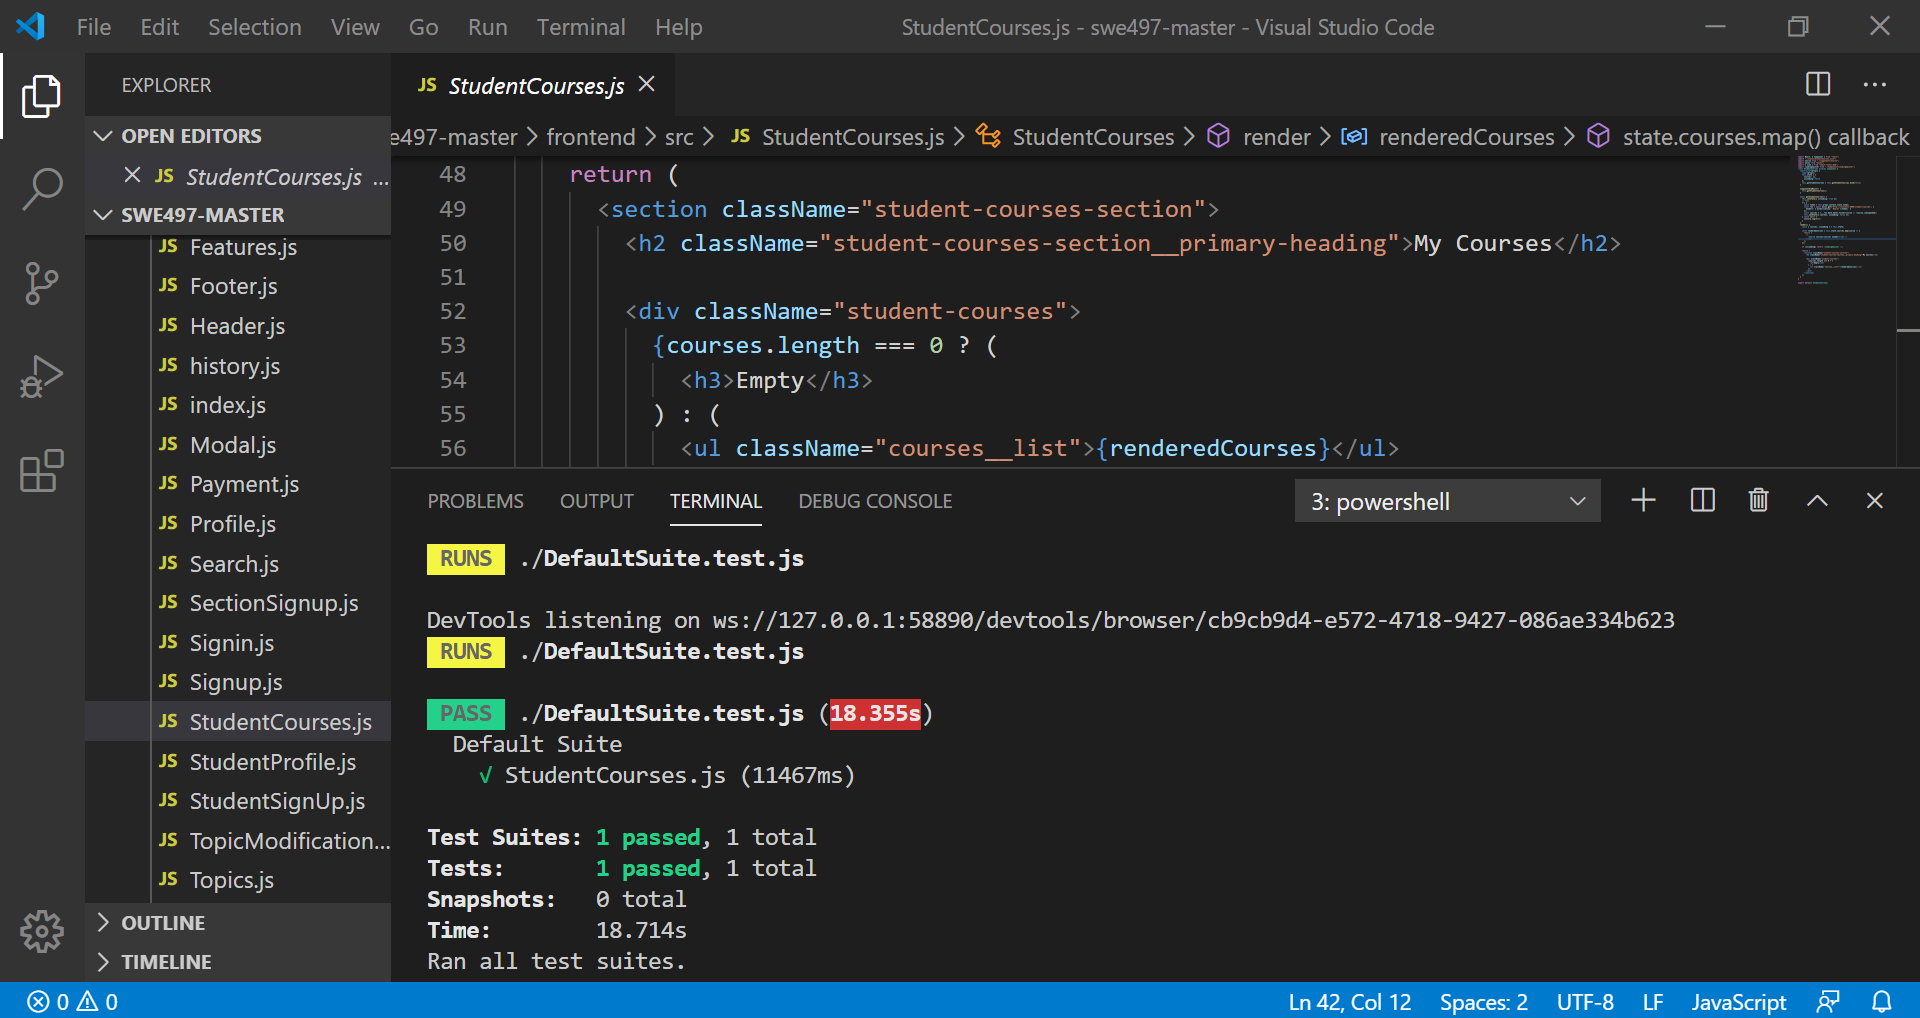 File Edit Selection View Go Run Terminal Help StudentCourses.js - swe497-master - Visual Studio Code
EXPLORER
OPEN EDITORS
JS StudentCourses.js ...
SWE497-MASTER
JS Features.js
JS Footer.js
JS Header.js
JS history.js
JS index.js
JS Modal.js
JS Payment.js
JS Profile.js
JS Search.js
JS SectionSignup.js
JS Signin.js
JS Signup.js
JS StudentCourses.js
JS StudentProfile.js
JS StudentSignUp.js
JS TopicModification...
JS Topics.js
OUTLINE
TIMELINE
JS StudentCourses.js
e497-master > frontend > src > JS StudentCourses.js > StudentCourses > render > renderedCourses > state.courses.map() callback
48 return (
49 <section className="student-courses-section">
50 <h2 className="student-courses-section__primary-heading">My Courses</h2>
51
52 <div className="student-courses">
53 {courses.length === 0 ? (
54 <h3>Empty</h3>
55 ) : (
56 <ul className="courses__list">{renderedCourses}</ul>
PROBLEMS OUTPUT TERMINAL DEBUG CONSOLE 3: powershell
RUNS ./DefaultSuite.test.js
DevTools listening on ws://127.0.0.1:58890/devtools/browser/cb9cb9d4-e572-4718-9427-086ae334b623
RUNS ./DefaultSuite.test.js
PASS ./DefaultSuite.test.js (18.355s)
Default Suite
√ StudentCourses.js (11467ms)
Test Suites: 1 passed, 1 total
Tests: 1 passed, 1 total
Snapshots: 0 total
Time: 18.714s
Ran all test suites.
0 0 Ln 42, Col 12 Spaces: 2 UTF-8 LF JavaScript